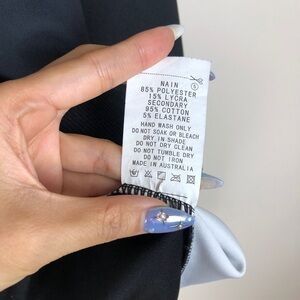 NAIN
85% POLYESTER
15% LYCRA
SECONDARY
95% COTTON
5% ELASTANE
HAND WASH ONLY
DO NOT SOAK OR BLEACH
DRY IN SHADE
DO NOT DRY CLEAN
DO NOT TUMBLE DRY
DO NOT IRON
MADE IN AUSTRALIA